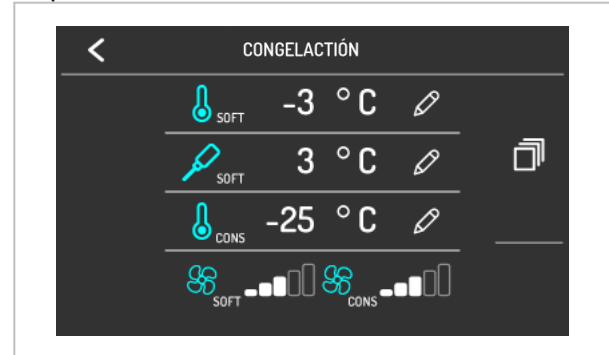 CONGELACTIÓN
SOFT -3 °C
SOFT 3 °C
CONS -25 °C
SOFT CONS